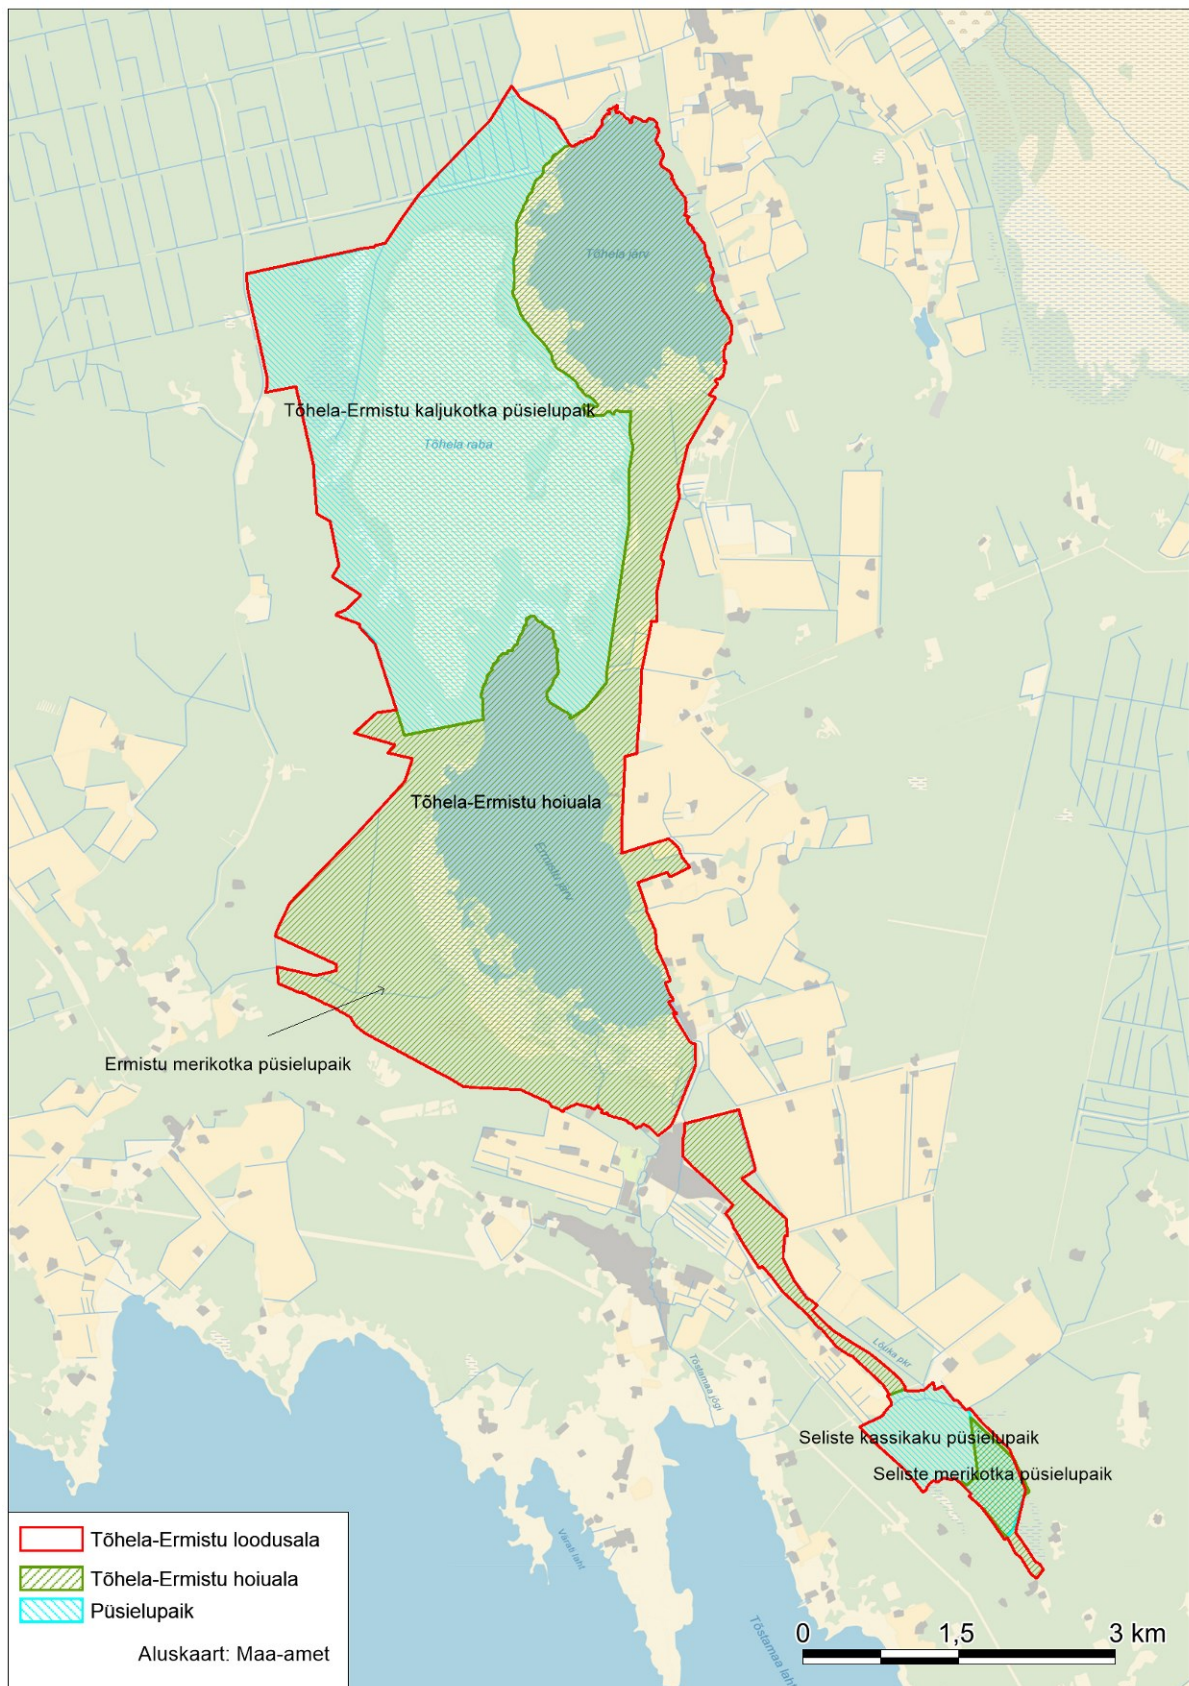 Tõhela järv
Tõhela-Ermistu kaljukotka püsielupaik
Tõhela raba
Tõhela-Ermistu hoiuala
Ermistu järv
Ermistu merikotka püsielupaik
Lõuka pkr
Tõstamaa jõgi
Seliste kassikaku püsielupaik
Seliste merikotka püsielupaik
Värati laht
Tõstamaa laht
Tõhela-Ermistu loodusala
Tõhela-Ermistu hoiuala
Püsielupaik
Aluskaart: Maa-amet
0 1,5 3 km